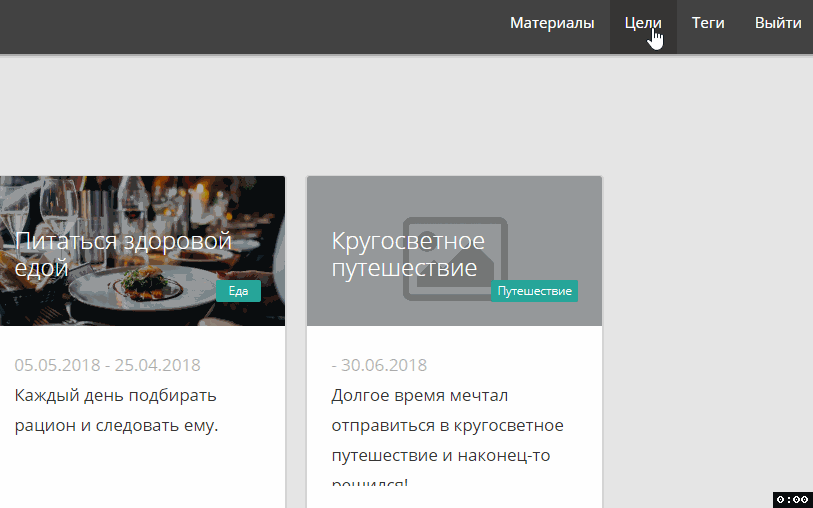 Материалы Цели Теги Выйти
Питаться здоровой
едой
Еда
05.05.2018 - 25.04.2018
Каждый день подбирать
рацион и следовать ему.
Кругосветное
путешествие
Путешествие
- 30.06.2018
Долгое время мечтал
отправиться в кругосветное
путешествие и наконец-то
решился!
0:00